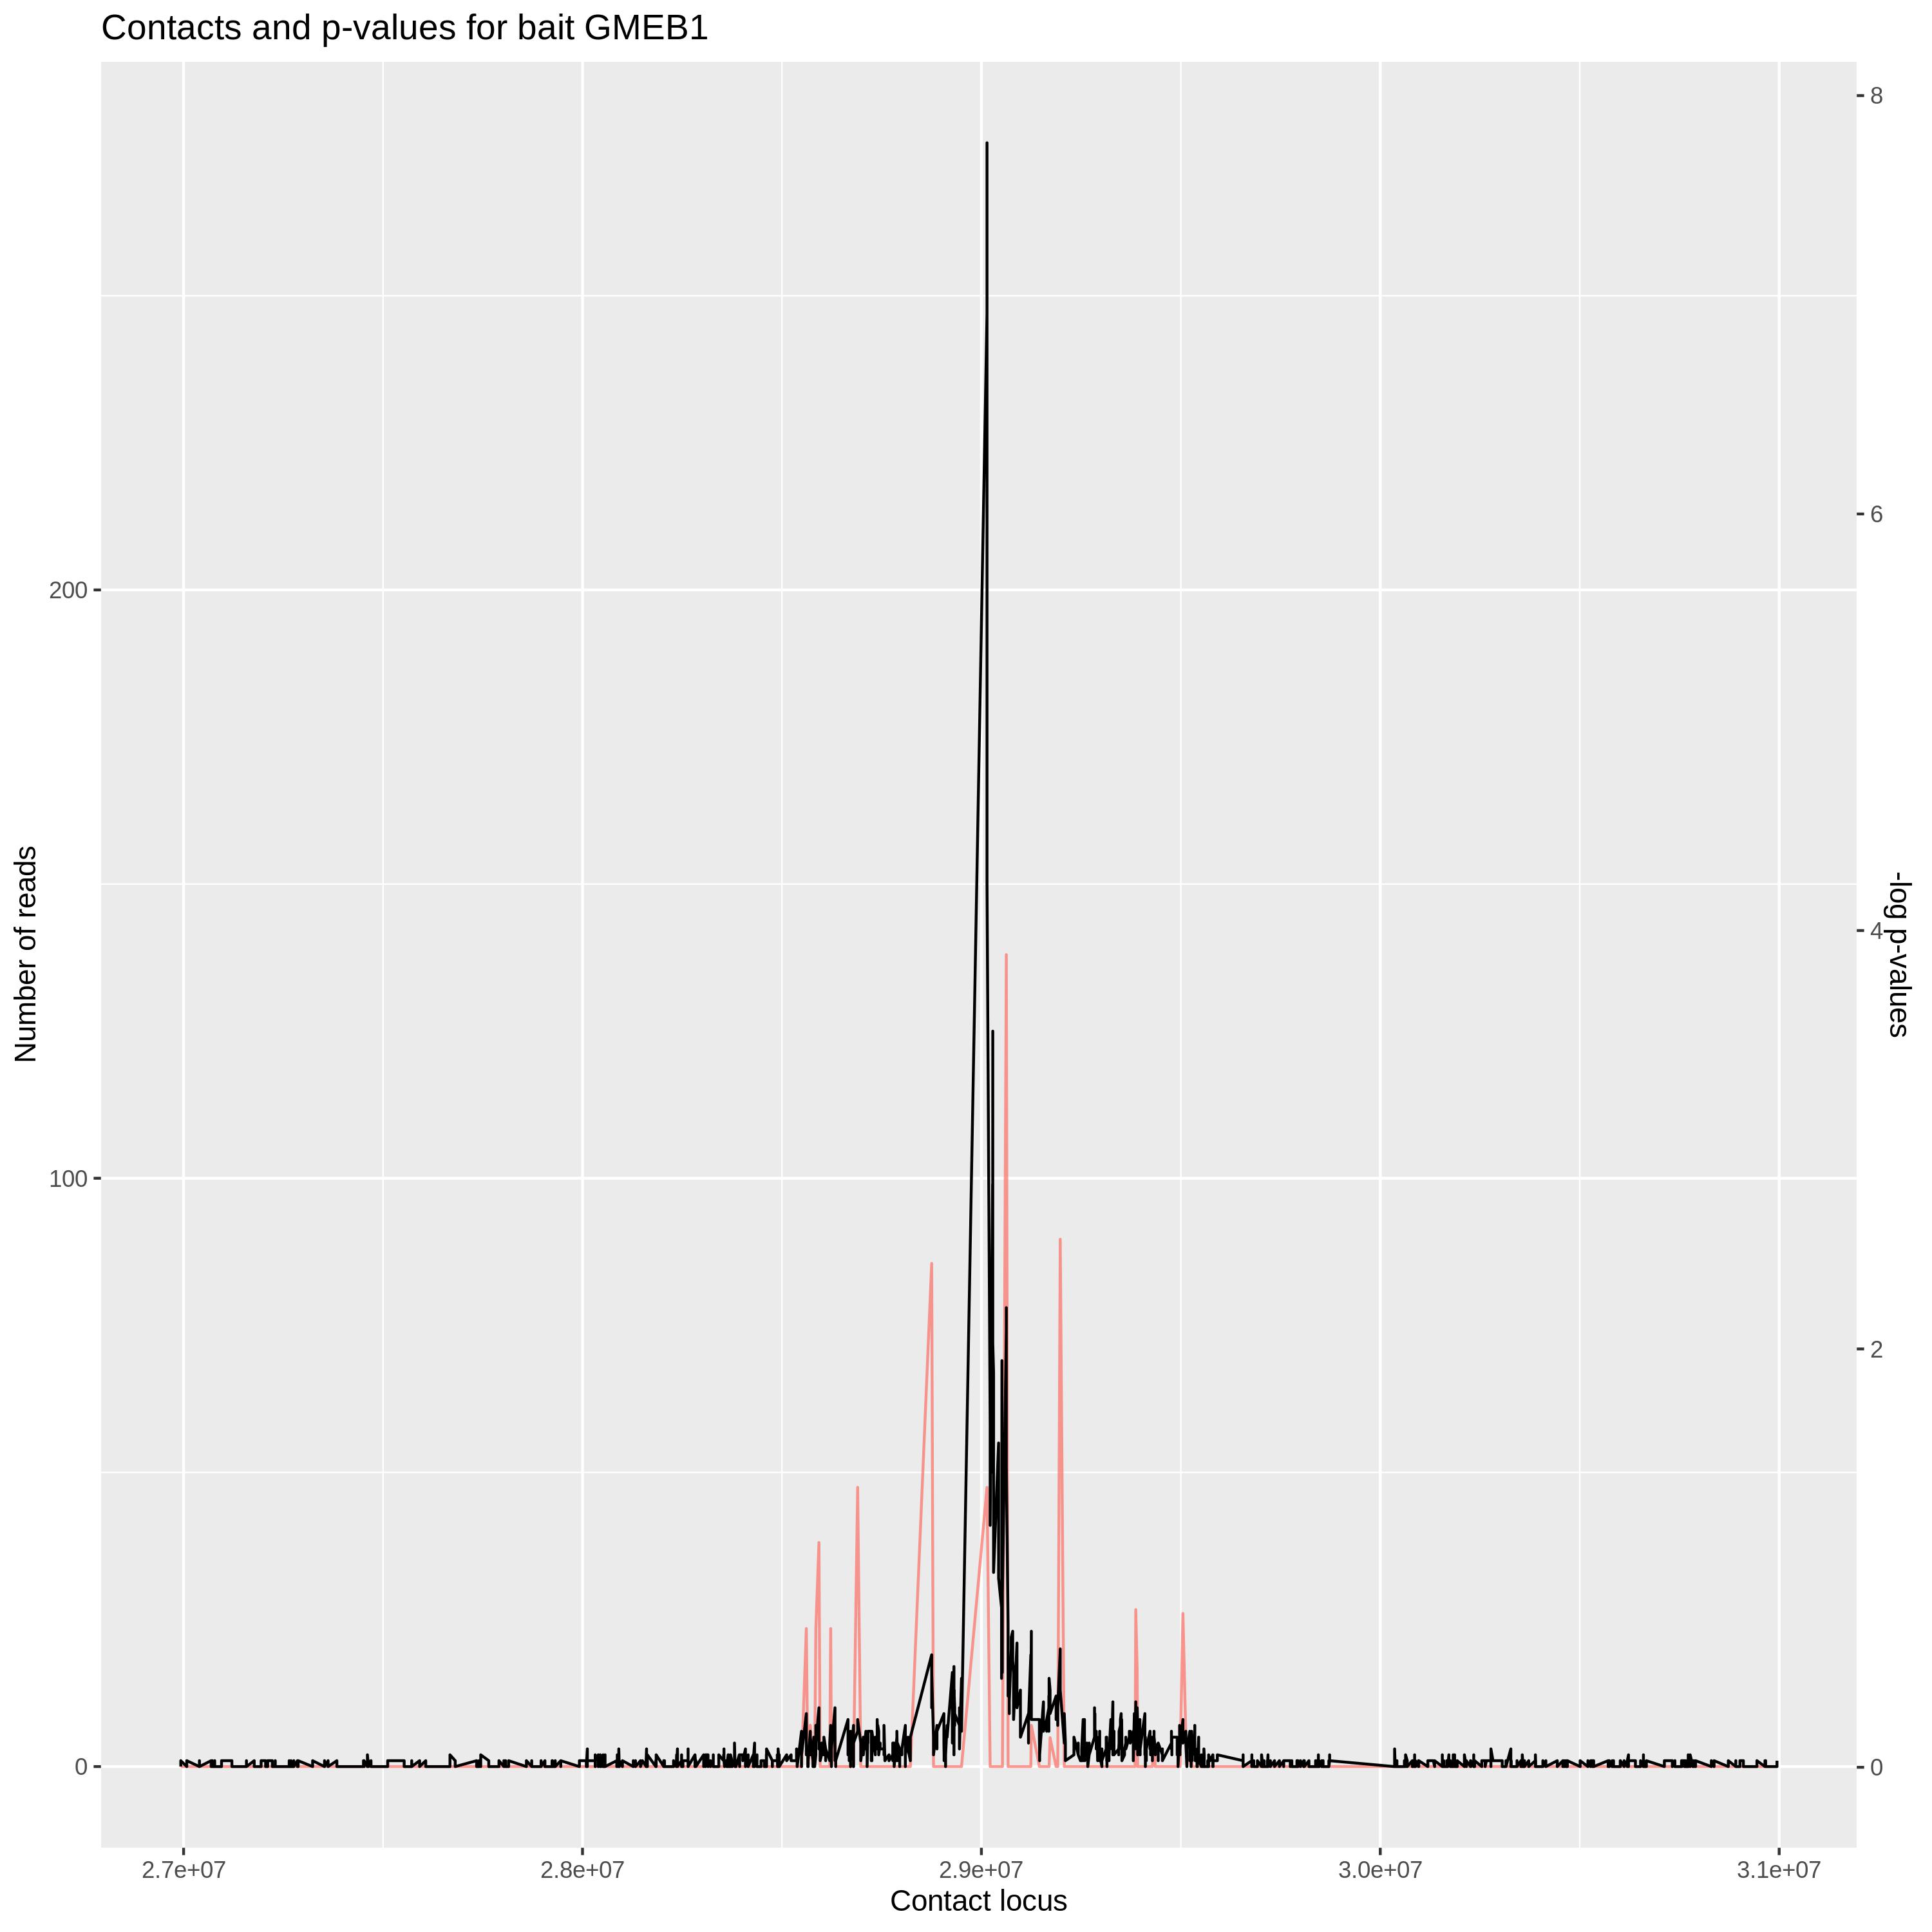 Contacts and p-values for bait GMEB1
8
6
200
Number of reads
-log p-values
4
100
2
0
0
2.7e+07 2.8e+07 2.9e+07 3.0e+07 3.1e+07
Contact locus